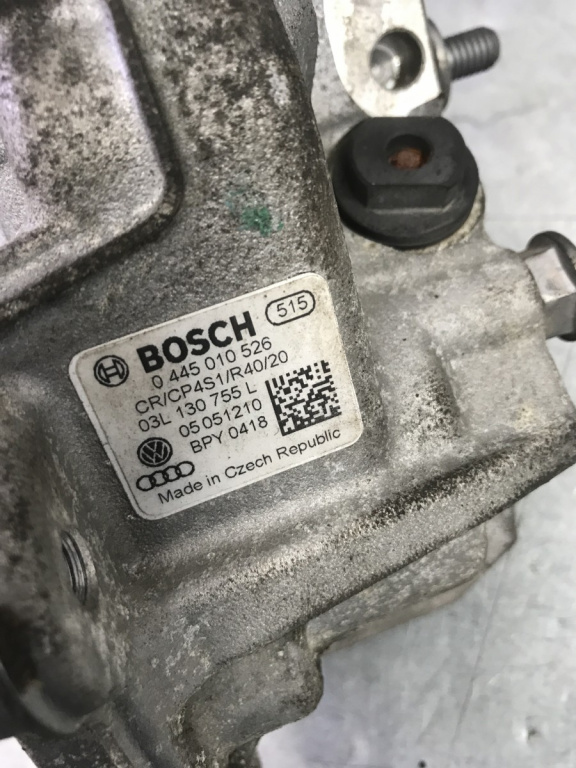 BOSCH 515
0 445 010 526
CR/CP4S1/R40/20
03L 130 755 L
05 051210
BPY 0418
Made in Czech Republic